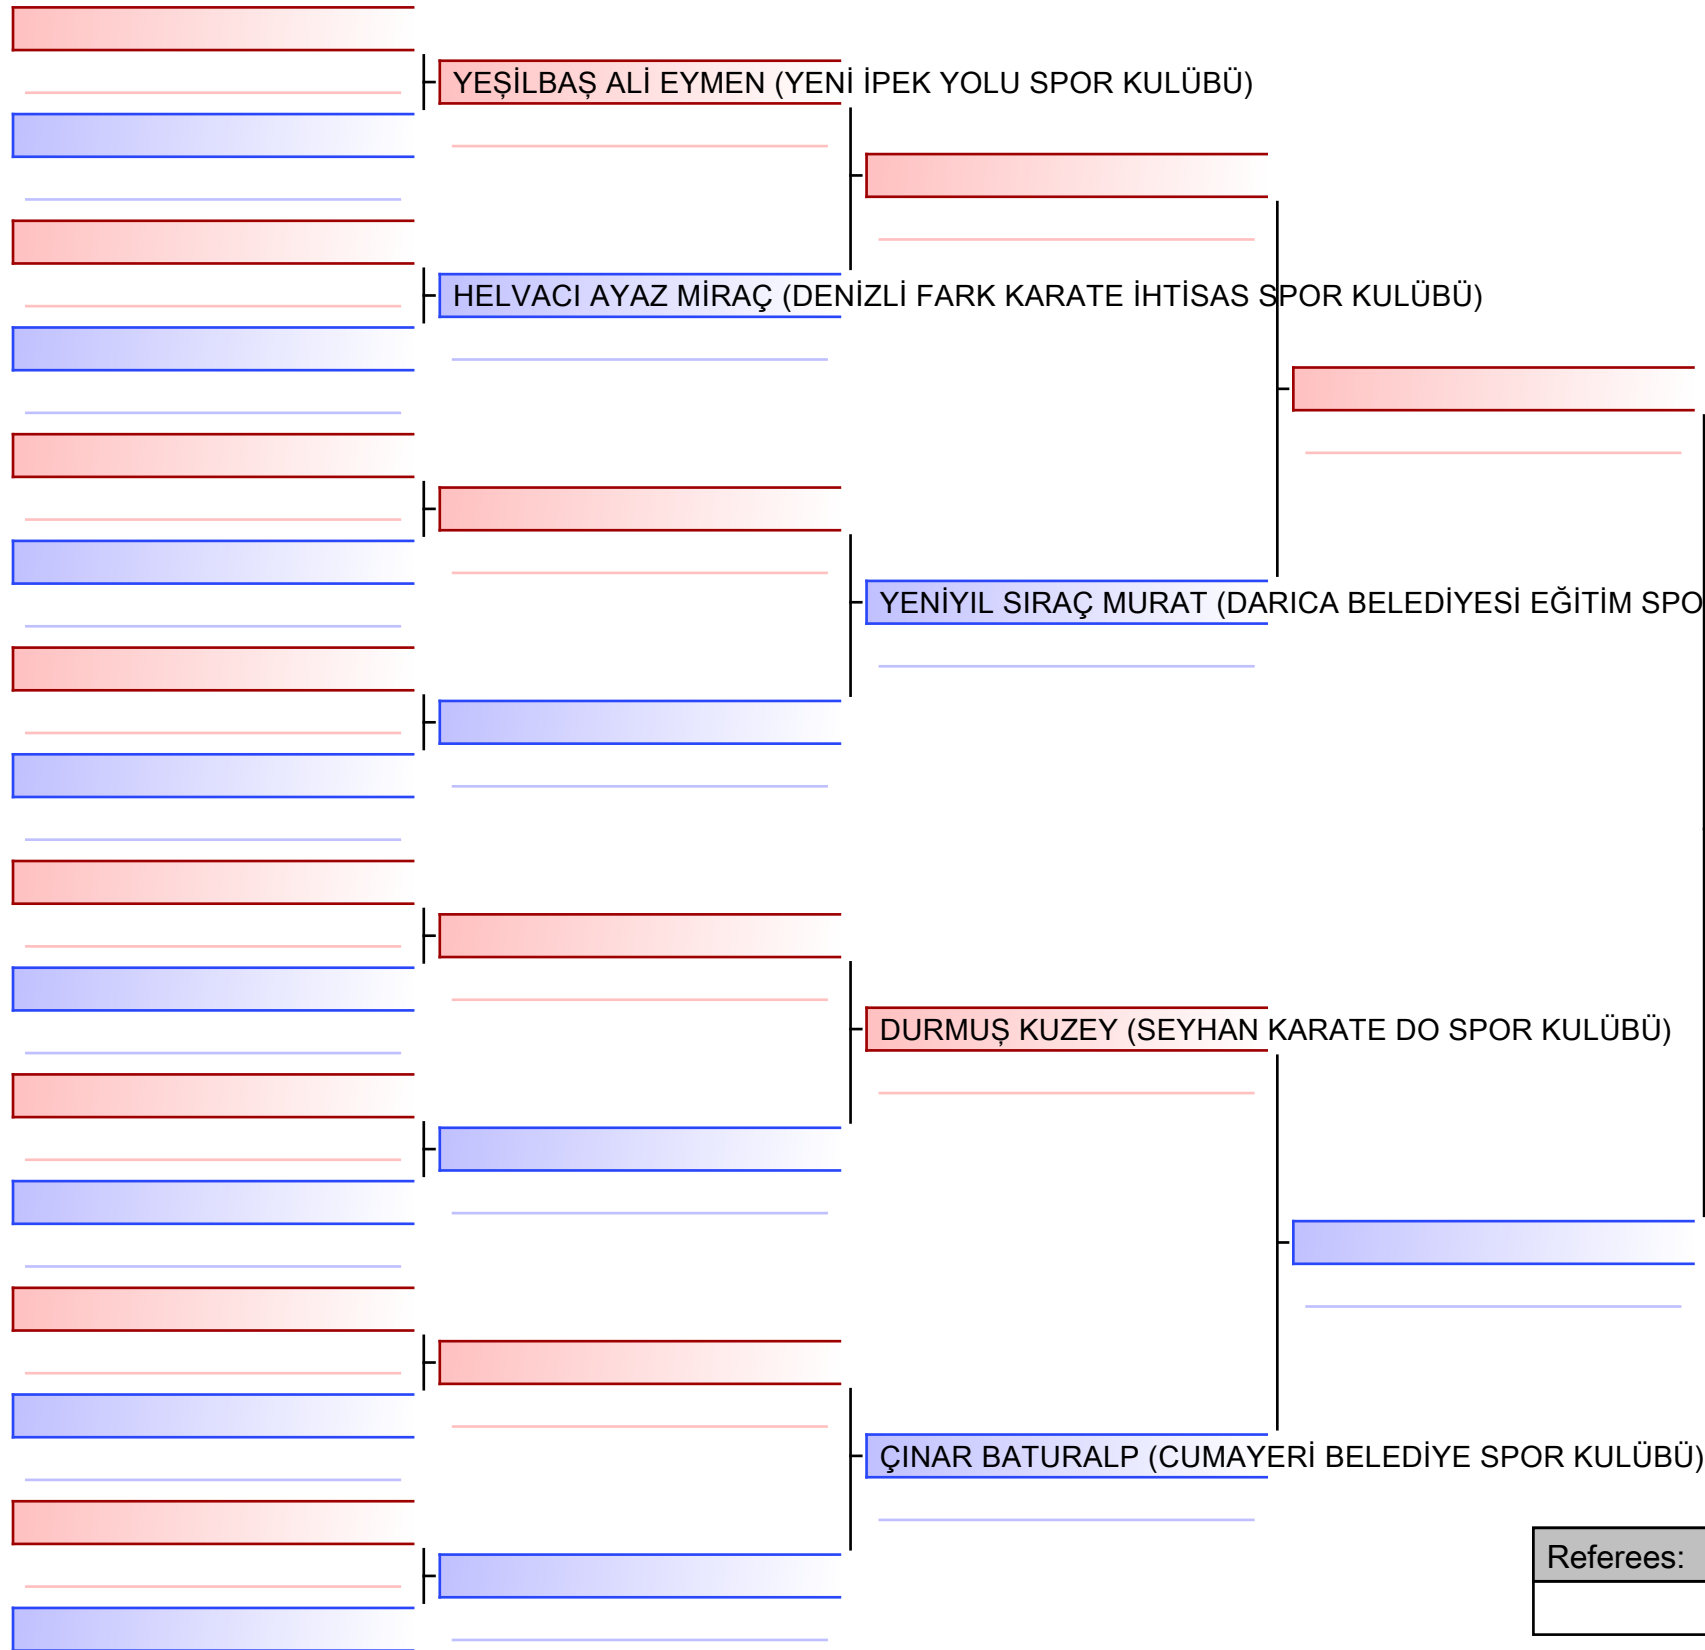 YEŞİLBAŞ ALİ EYMEN (YENİ İPEK YOLU SPOR KULÜBÜ)
HELVACI AYAZ MİRAÇ (DENİZLİ FARK KARATE İHTİSAS SPOR KULÜBÜ)
YENİYIL SIRAÇ MURAT (DARICA BELEDİYESİ EĞİTİM SPO
DURMUŞ KUZEY (SEYHAN KARATE DO SPOR KULÜBÜ)
ÇINAR BATURALP (CUMAYERİ BELEDİYE SPOR KULÜBÜ)
Referees: